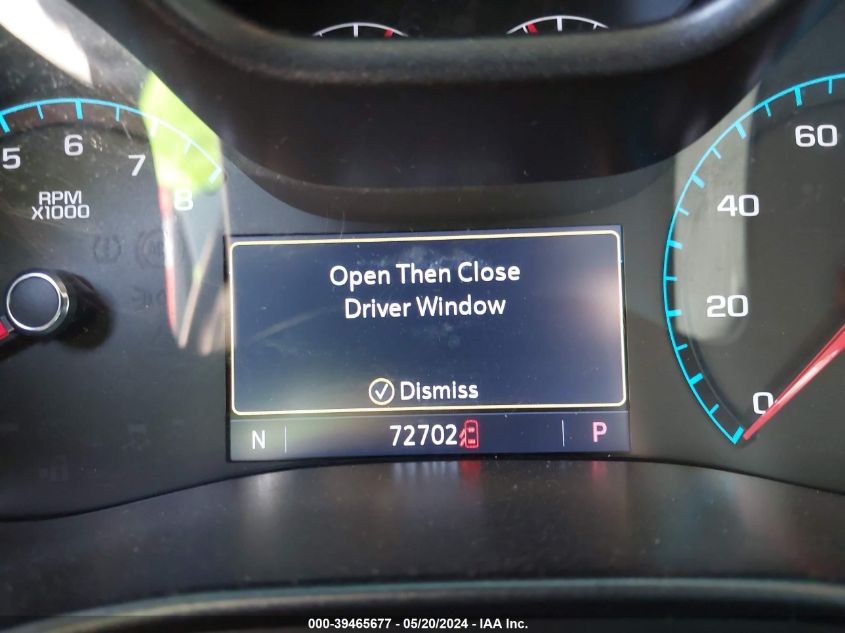 5 6 7 8
RPM
X1000
60
40
20
0
Open Then Close
Driver Window
Dismiss
N 72702 P
000-39465677 - 05/20/2024 - IAA Inc.